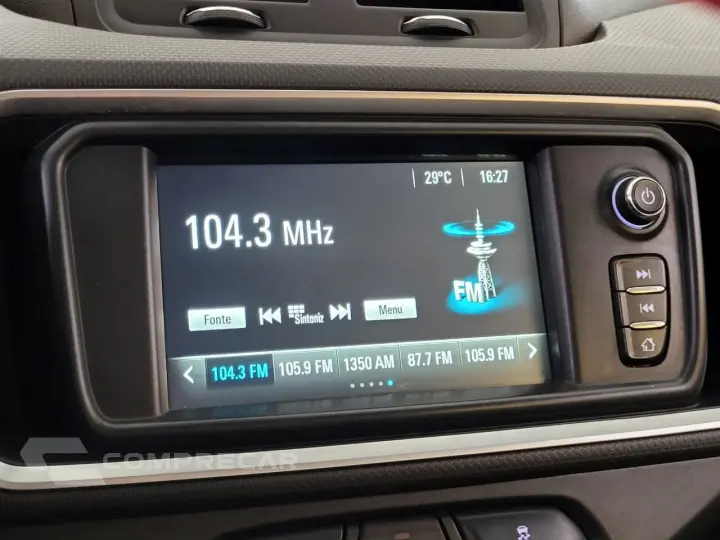 29°C 16:27
104.3 MHz
FM
Fonte Sintoniz Menu
104.3 FM 105.9 FM 1350 AM 87.7 FM 105.9 FM
COMPRECAR